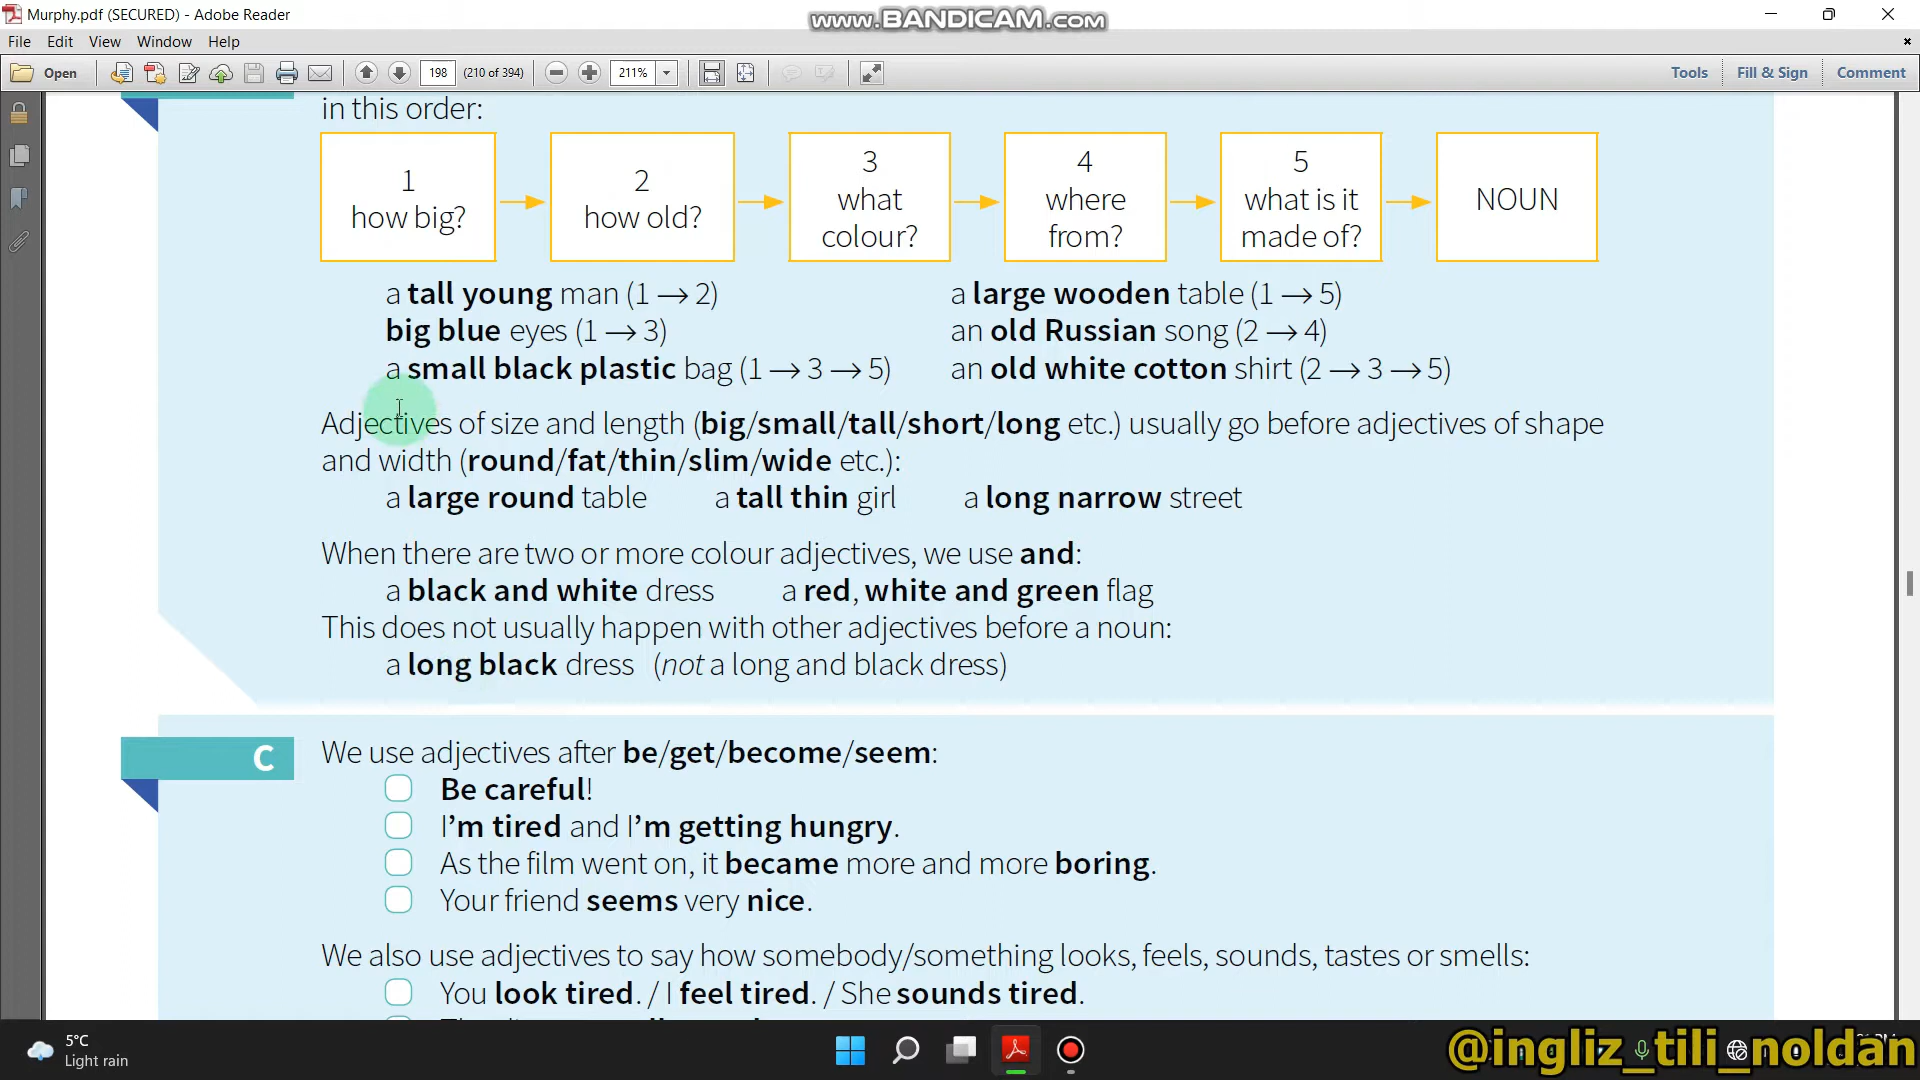 Murphy.pdf (SECURED) - Adobe Reader
www.BANDICAM.com
File Edit View Window Help
Open 198 (210 of 394) 211% Tools Fill & Sign Comment
in this order:
1 how big?
2 how old?
3 what colour?
4 where from?
5 what is it made of?
NOUN
a tall young man (1 → 2) a large wooden table (1 → 5)
big blue eyes (1 → 3) an old Russian song (2 → 4)
a small black plastic bag (1 → 3 → 5) an old white cotton shirt (2 → 3 → 5)
Adjectives of size and length (big/small/tall/short/long etc.) usually go before adjectives of shape
and width (round/fat/thin/slim/wide etc.):
a large round table a tall thin girl a long narrow street
When there are two or more colour adjectives, we use and:
a black and white dress a red, white and green flag
This does not usually happen with other adjectives before a noun:
a long black dress (not a long and black dress)
C We use adjectives after be/get/become/seem:
Be careful!
I'm tired and I'm getting hungry.
As the film went on, it became more and more boring.
Your friend seems very nice.
We also use adjectives to say how somebody/something looks, feels, sounds, tastes or smells:
You look tired. / I feel tired. / She sounds tired.
5°C
Light rain
@ingliz_tili_noldan